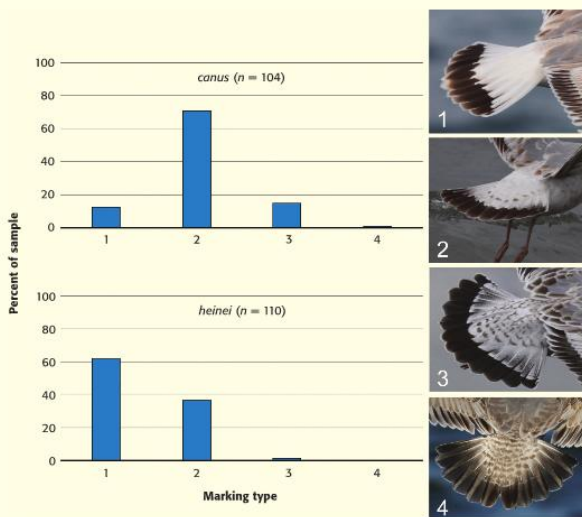 100
canus (n = 104)
80
60
40
20
0
1 2 3 4
Percent of sample
100
heinei (n = 110)
80
60
40
20
0
1 2 3 4
Marking type
1
2
3
4